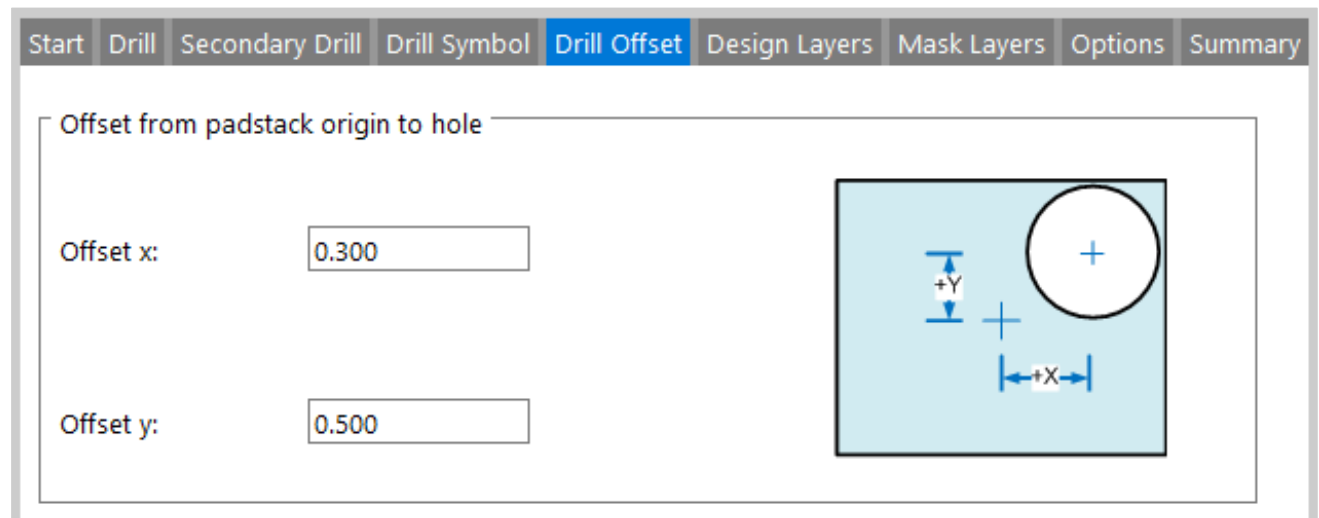 Start Drill Secondary Drill Drill Symbol Drill Offset Design Layers Mask Layers Options Summary
Offset from padstack origin to hole
Offset x: 0.300
+Y
+X
Offset y: 0.500